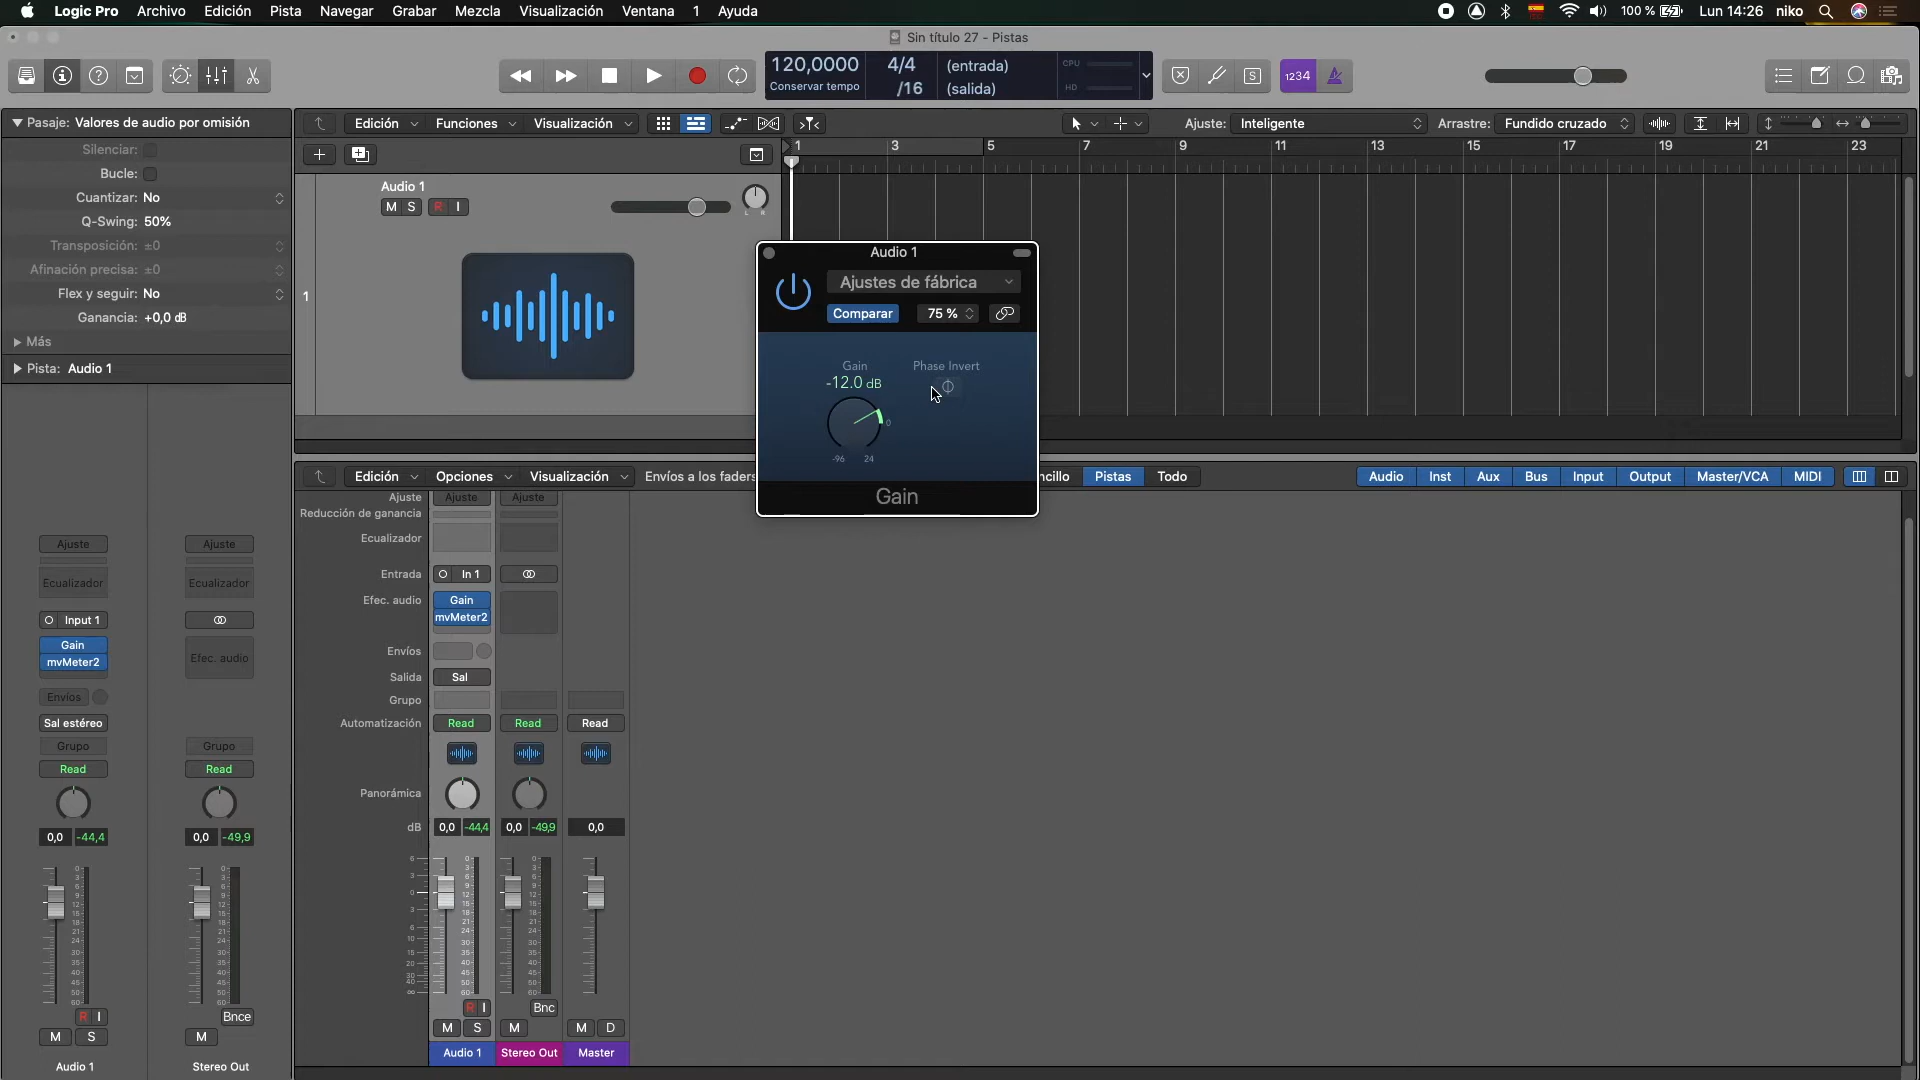 Logic Pro Archivo Edición Pista Navegar Grabar Mezcla Visualización Ventana 1 Ayuda
100 % Lun 14:26 niko
Sin título 27 - Pistas
120,0000 4/4 (entrada) CPU
Conservar tempo /16 (salida) HD
S 1234
Pasaje: Valores de audio por omisión
Silenciar:
Bucle:
Cuantizar: No
Q-Swing: 50%
Transposición: ±0
Afinación precisa: ±0
Flex y seguir: No
Ganancia: +0,0 dB
Más
Pista: Audio 1
Edición Funciones Visualización
Ajuste: Inteligente Arrastre: Fundido cruzado
1 3 5 7 9 11 13 15 17 19 21 23
Audio 1
M S R I
L R
1
Audio 1
Ajustes de fábrica
Comparar 75 %
Gain Phase Invert
-12.0 dB
0
-96 24
Gain
Edición Opciones Visualización Envíos a los faders ncillo Pistas Todo
Audio Inst Aux Bus Input Output Master/VCA MIDI
Ajuste Ajuste Ajuste
Reducción de ganancia
Ecualizador
Entrada In 1
Efec. audio Gain
mvMeter2
Envíos
Salida Sal
Grupo
Automatización Read Read Read
Panorámica
dB 0,0 -44,4 0,0 -49,9 0,0
R I Bnc
M S M M D
Audio 1 Stereo Out Master
Ajuste Ajuste
Ecualizador Ecualizador
Input 1
Gain
mvMeter2 Efec. audio
Envíos
Sal estéreo
Grupo Grupo
Read Read
0,0 -44,4 0,0 -49,9
R I Bnce
M S M
Audio 1 Stereo Out